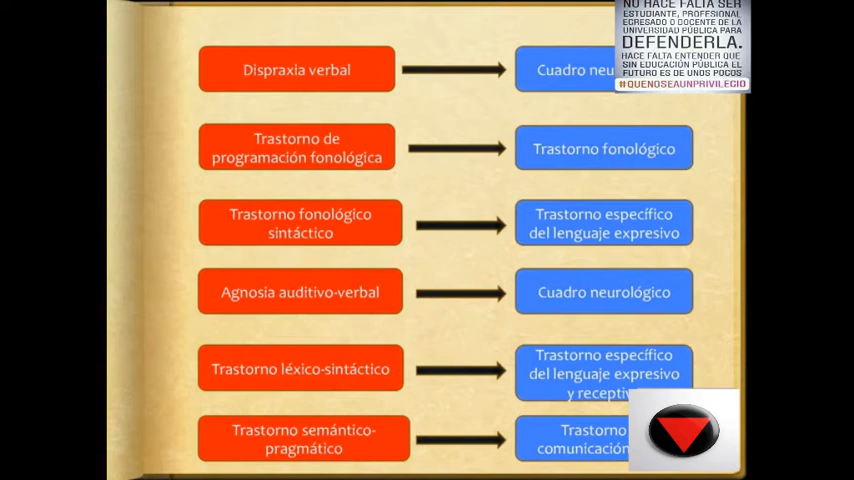 NO HACE FALTA SER
ESTUDIANTE, PROFESIONAL
EGRESADO O DOCENTE DE LA
UNIVERSIDAD PÚBLICA PARA
DEFENDERLA.
HACE FALTA ENTENDER QUE
SIN EDUCACIÓN PÚBLICA EL
FUTURO ES DE UNOS POCOS
#QUENOSEAUNPRIVILEGIO
Dispraxia verbal
Cuadro
Trastorno de
programación fonológica
Trastorno fonológico
Trastorno fonológico
sintáctico
Trastorno específico
del lenguaje expresivo
Agnosia auditivo-verbal
Cuadro neurológico
Trastorno léxico-sintáctico
Trastorno específico
del lenguaje expresivo
y
Trastorno semántico-
pragmático
Trastorno
comunicación